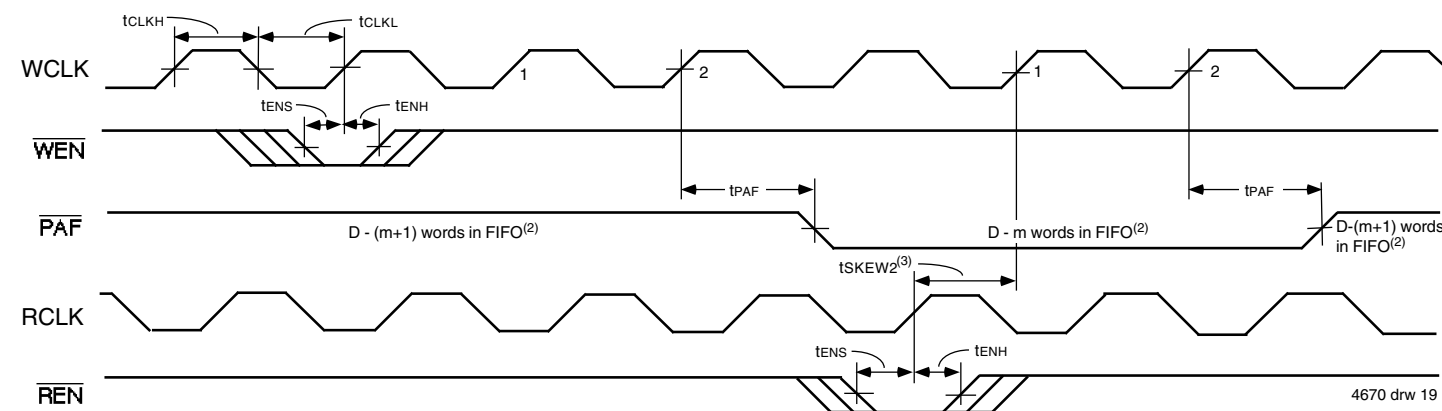 tCLKH
tCLKL
WCLK
1
2
1
2
tENS
tENH
WEN
tPAF
tPAF
PAF
D - (m+1) words in FIFO(2)
D - m words in FIFO(2)
D-(m+1) words
in FIFO(2)
tSKEW2(3)
RCLK
tENS
tENH
REN
4670 drw 19